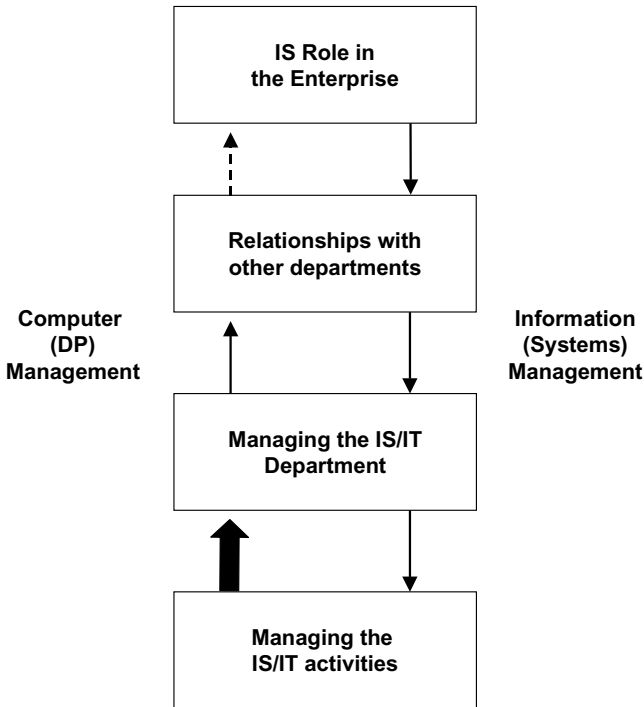 IS Role in
the Enterprise
Relationships with
other departments
Computer
(DP)
Management
Information
(Systems)
Management
Managing the IS/IT
Department
Managing the
IS/IT activities